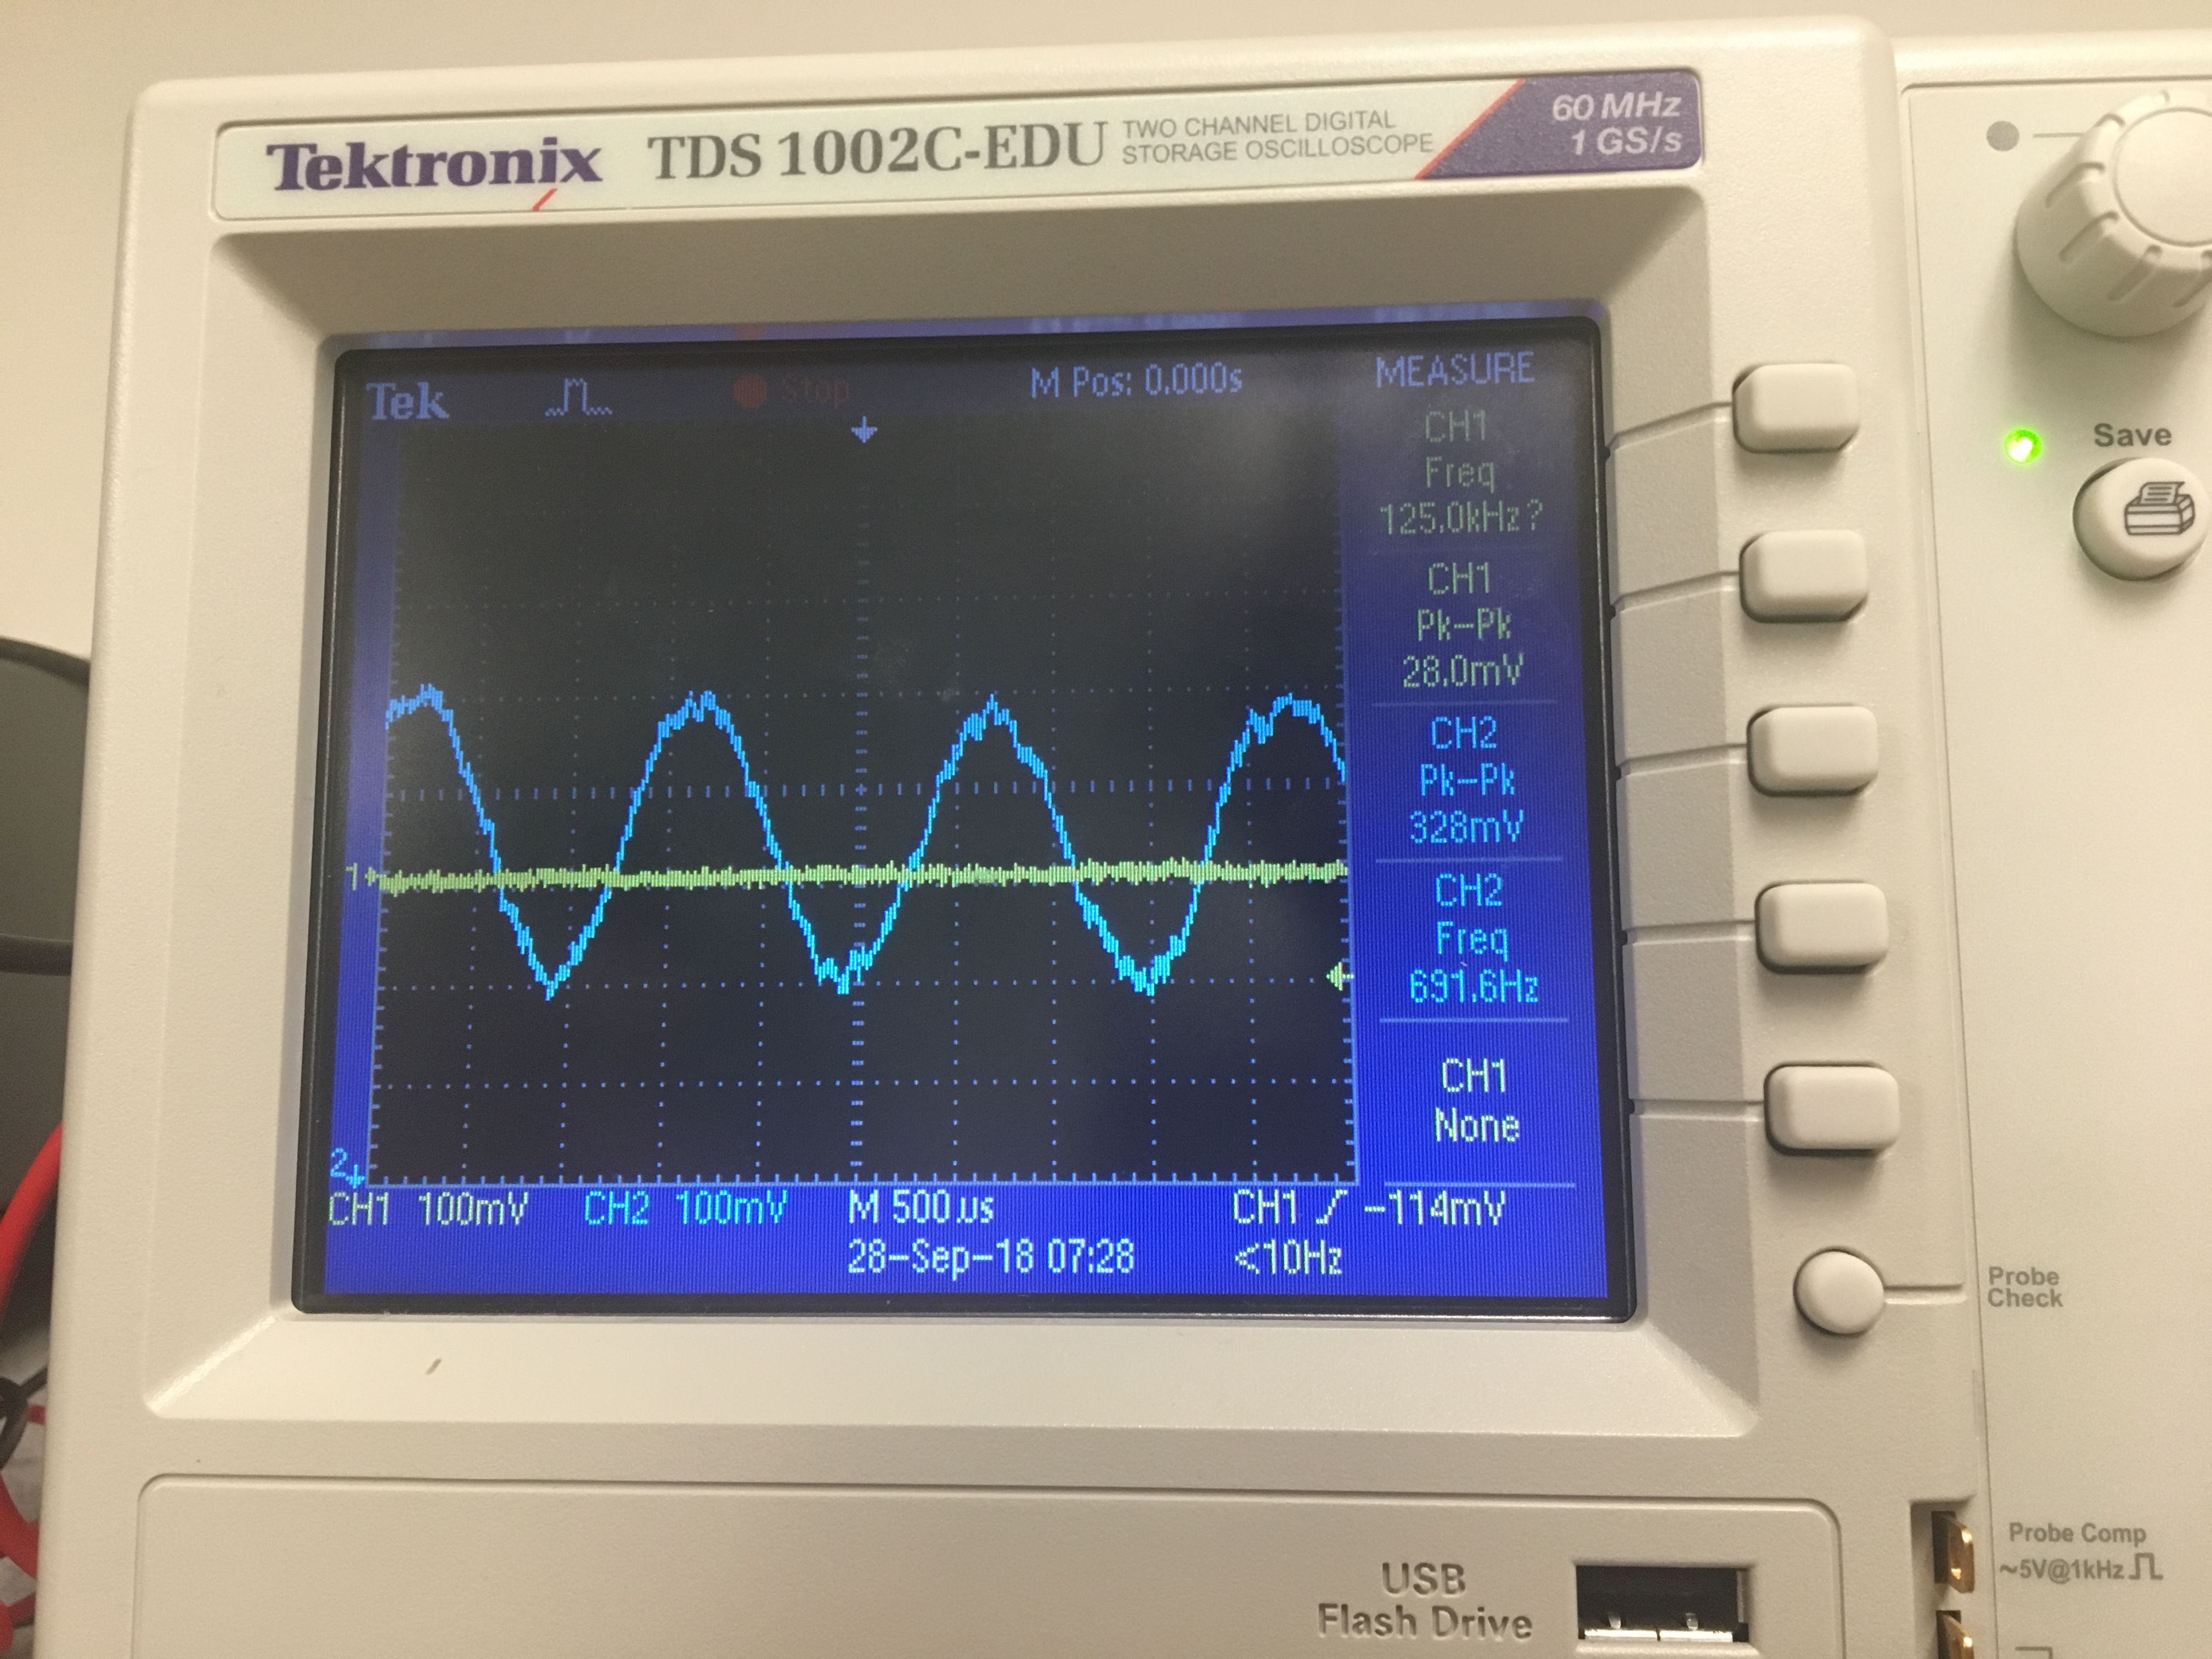 Tektronix TDS 1002C-EDU TWO CHANNEL DIGITAL
STORAGE OSCILLOSCOPE
60 MHz
1 GS/s
Tek Stop M Pos: 0.000s MEASURE
CH1
Freq
125.0kHz?
CH1
Pk-Pk
28.0mV
CH2
Pk-Pk
328mV
CH2
Freq
691.6Hz
CH1
None
1
2
CH1 100mV CH2 100mV M 500µs CH1 -114mV
28-Sep-18 07:28 <10Hz
Save
Probe
Check
USB
Flash Drive
Probe Comp
~5V@1kHz